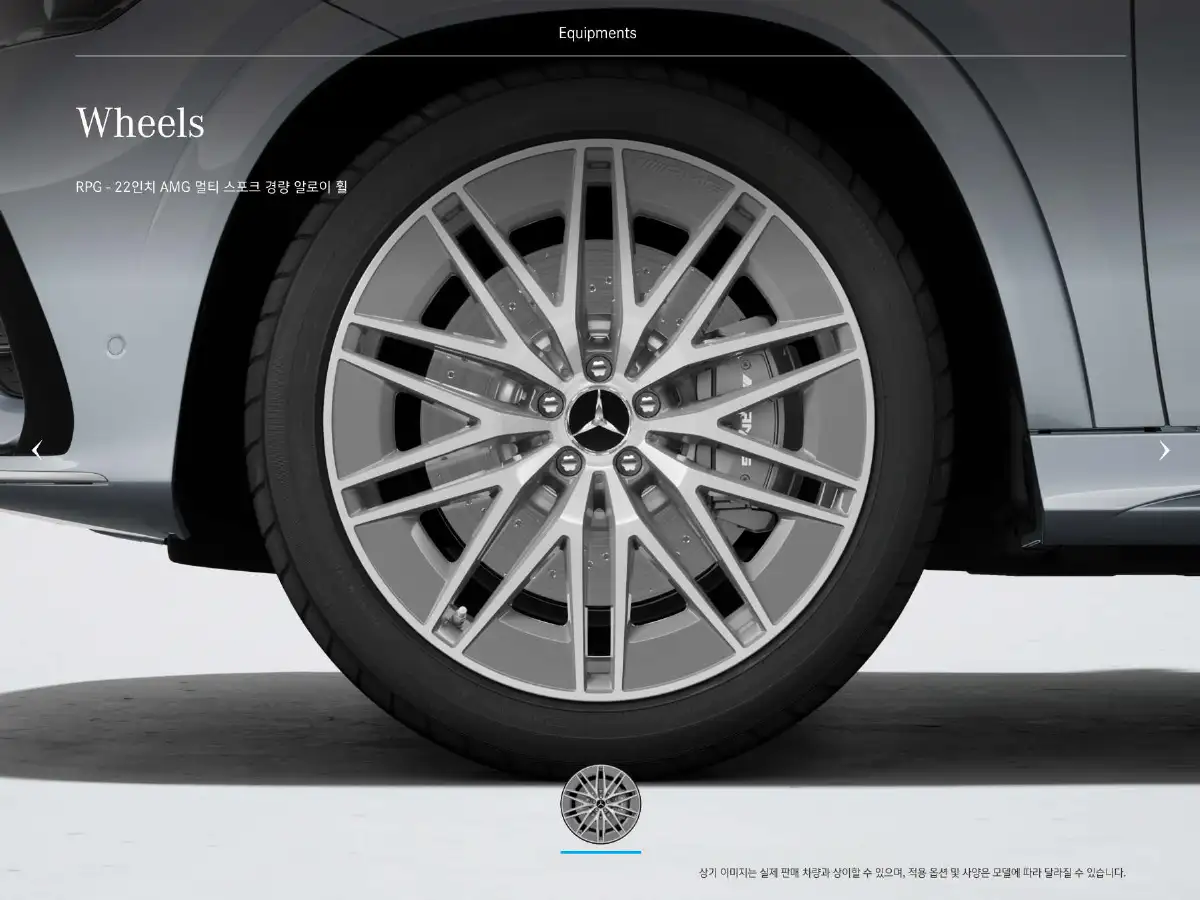 Equipments
Wheels
RPG - 22인치 AMG 멀티 스포크 경량 알로이 휠
상기 이미지는 실제 판매 차량과 상이할 수 있으며, 적용 옵션 및 사양은 모델에 따라 달라질 수 있습니다.